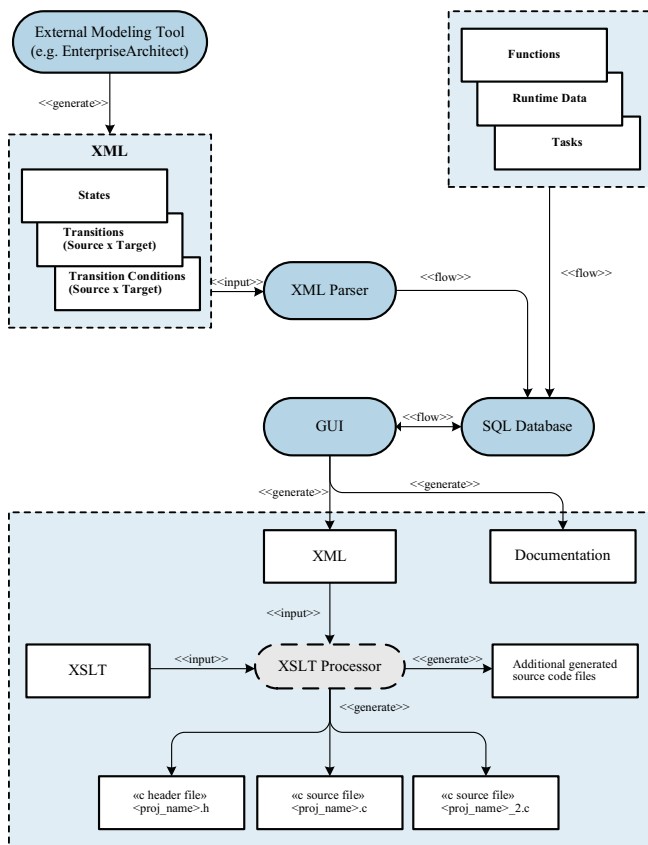 External Modeling Tool
(e.g. EnterpriseArchitect)
<<generate>>
XML
States
Transitions
(Source x Target)
Transition Conditions
(Source x Target)
<<input>>
XML Parser
<<flow>>
Functions
Runtime Data
Tasks
<<flow>>
GUI
<<flow>>
SQL Database
<<generate>>
<<generate>>
XML
Documentation
<<input>>
XSLT
<<input>>
XSLT Processor
<<generate>>
Additional generated
source code files
<<generate>>
«c header file»
<proj_name>.h
«c source file»
<proj_name>.c
«c source file»
<proj_name>_2.c